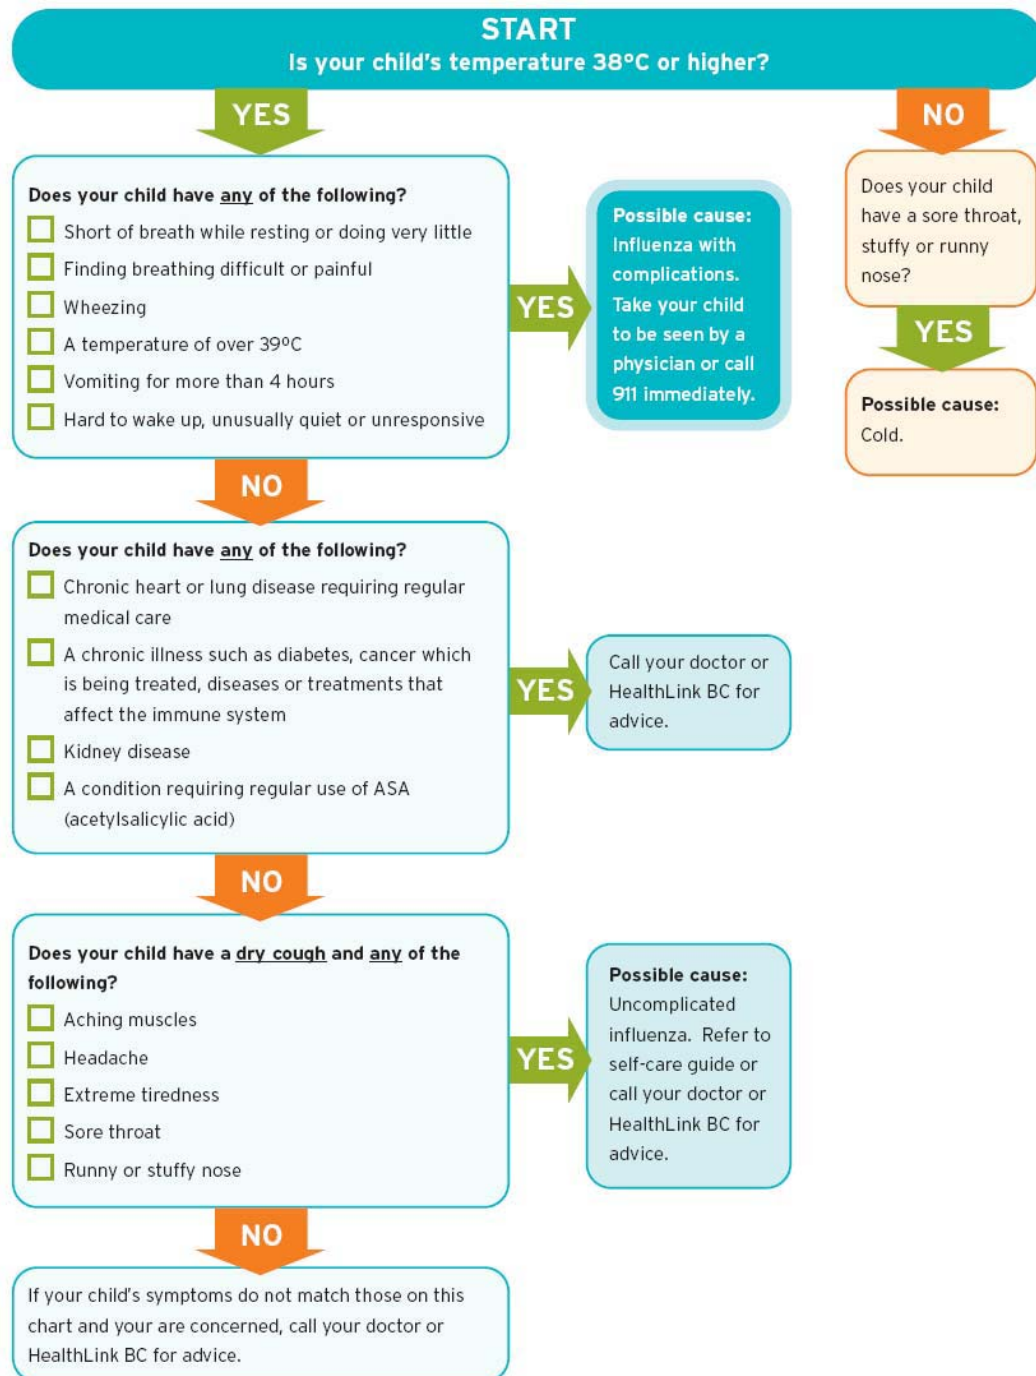 START
Is your child's temperature 38°C or higher?
YES
NO
Does your child have any of the following?
Short of breath while resting or doing very little
Finding breathing difficult or painful
Wheezing
A temperature of over 39ºC
Vomiting for more than 4 hours
Hard to wake up, unusually quiet or unresponsive
YES
Possible cause:
Influenza with
complications.
Take your child
to be seen by a
physician or call
911 immediately.
Does your child
have a sore throat,
stuffy or runny
nose?
YES
Possible cause:
Cold.
NO
Does your child have any of the following?
Chronic heart or lung disease requiring regular
medical care
A chronic illness such as diabetes, cancer which
is being treated, diseases or treatments that
affect the immune system
Kidney disease
A condition requiring regular use of ASA
(acetylsalicylic acid)
YES
Call your doctor or
HealthLink BC for
advice.
NO
Does your child have a dry cough and any of the
following?
Aching muscles
Headache
Extreme tiredness
Sore throat
Runny or stuffy nose
YES
Possible cause:
Uncomplicated
influenza. Refer to
self-care guide or
call your doctor or
HealthLink BC for
advice.
NO
If your child's symptoms do not match those on this
chart and your are concerned, call your doctor or
HealthLink BC for advice.